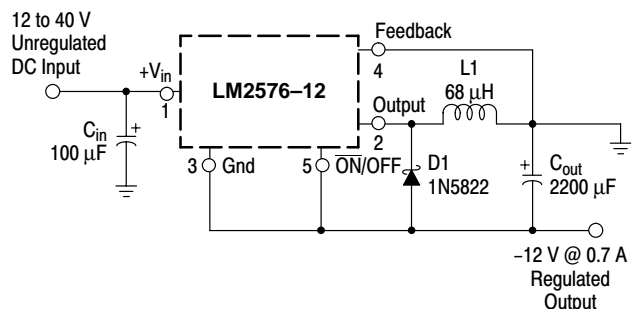 12 to 40 V
Unregulated
DC Input
Feedback
+Vin
4
L1
LM2576–12
68 μH
1
Output
Cin
100 μF
+
2
3
Gnd
5
ON/OFF
D1
1N5822
+
Cout
2200 μF
–12 V @ 0.7 A
Regulated
Output